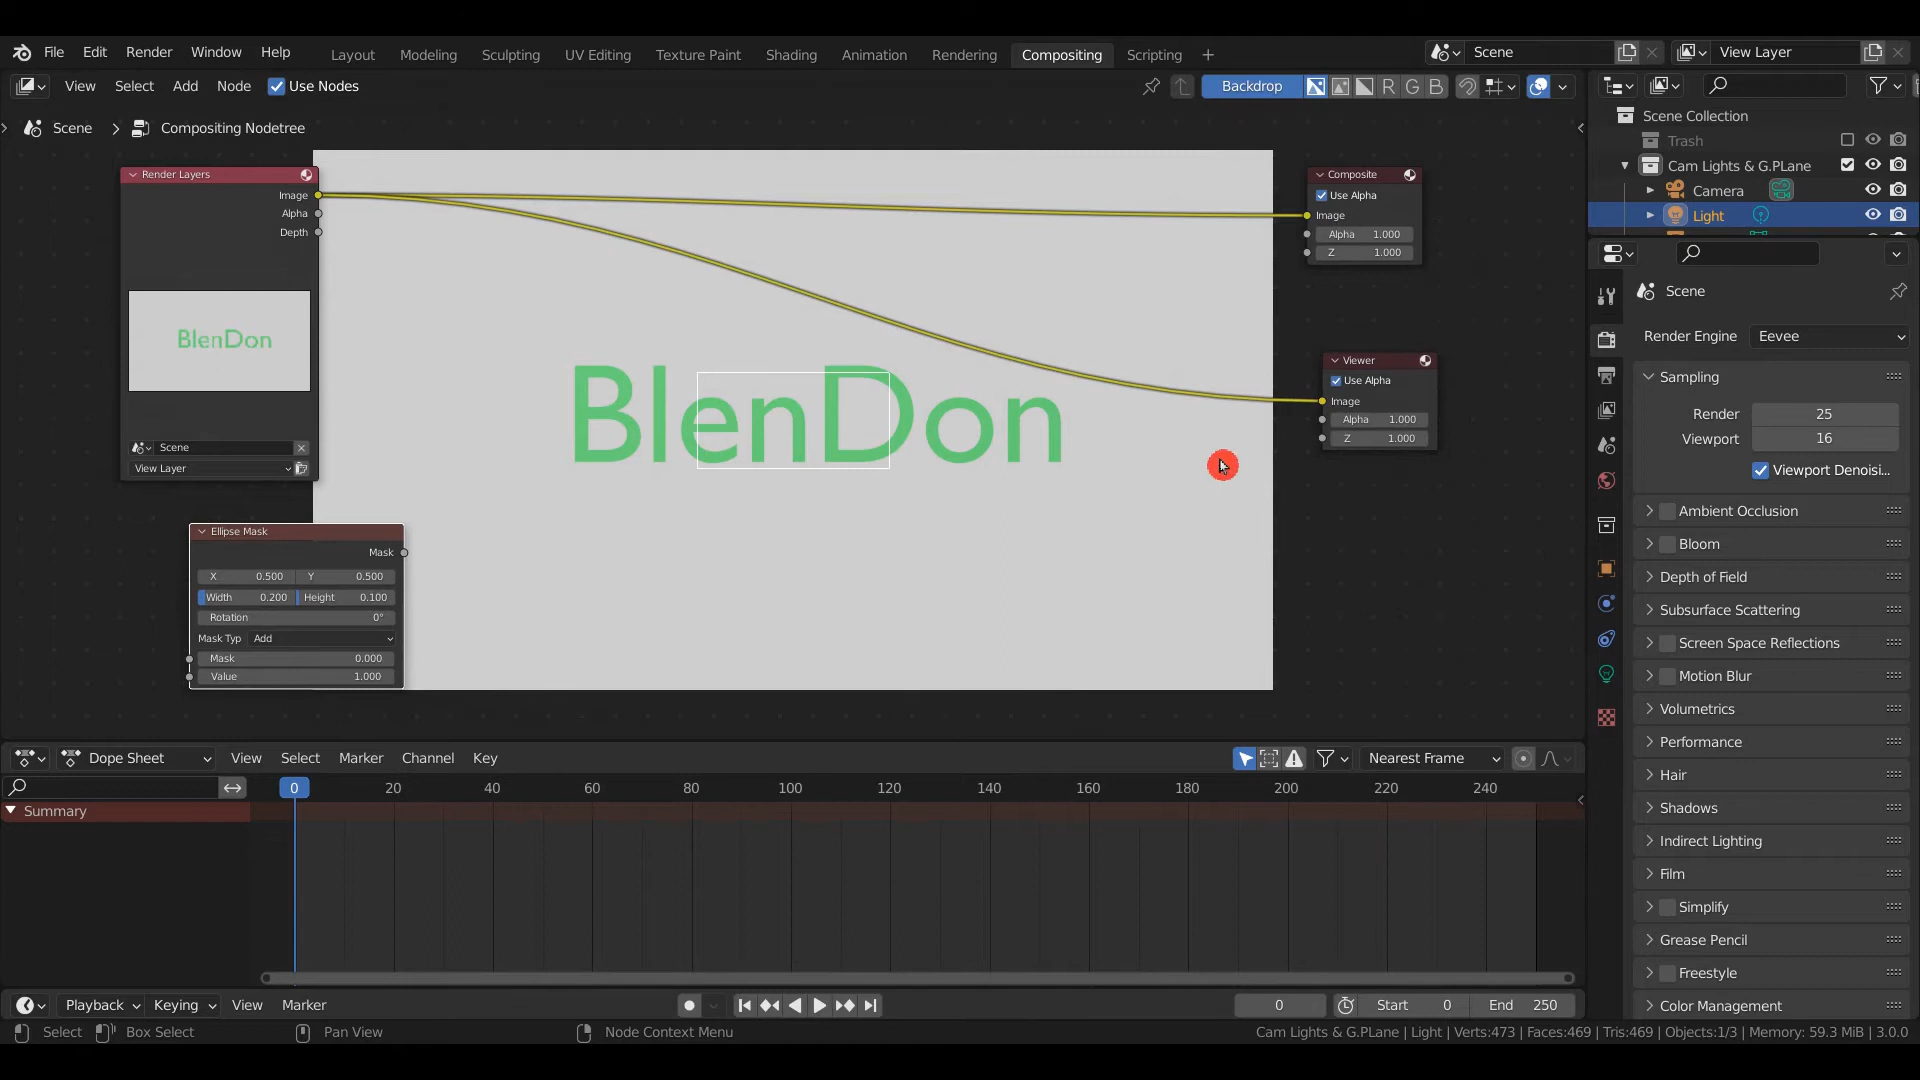 File Edit Render Window Help Layout Modeling Sculpting UV Editing Texture Paint Shading Animation Rendering Compositing Scripting + Scene View Layer
View Select Add Node Use Nodes Backdrop R G B
Scene > Compositing Nodetree
Render Layers
Image
Alpha
Depth
BlenDon
Scene
View Layer
Ellipse Mask
Mask
X 0.500 Y 0.500
Width 0.200 Height 0.100
Rotation 0°
Mask Typ Add
Mask 0.000
Value 1.000
BlenDon
Composite
Use Alpha
Image
Alpha 1.000
Z 1.000
Viewer
Use Alpha
Image
Alpha 1.000
Z 1.000
Scene Collection
Trash
Cam Lights & G.PLane
Camera
Light
Scene
Render Engine Eevee
Sampling
Render 25
Viewport 16
Viewport Denoisi...
Ambient Occlusion
Bloom
Depth of Field
Subsurface Scattering
Screen Space Reflections
Motion Blur
Volumetrics
Performance
Hair
Shadows
Indirect Lighting
Film
Simplify
Grease Pencil
Freestyle
Color Management
Dope Sheet View Select Marker Channel Key Nearest Frame
0 20 40 60 80 100 120 140 160 180 200 220 240
Summary
Playback Keying View Marker 0 Start 0 End 250
Select Box Select Pan View Node Context Menu Cam Lights & G.PLane | Light | Verts:473 | Faces:469 | Tris:469 | Objects:1/3 | Memory: 59.3 MiB | 3.0.0